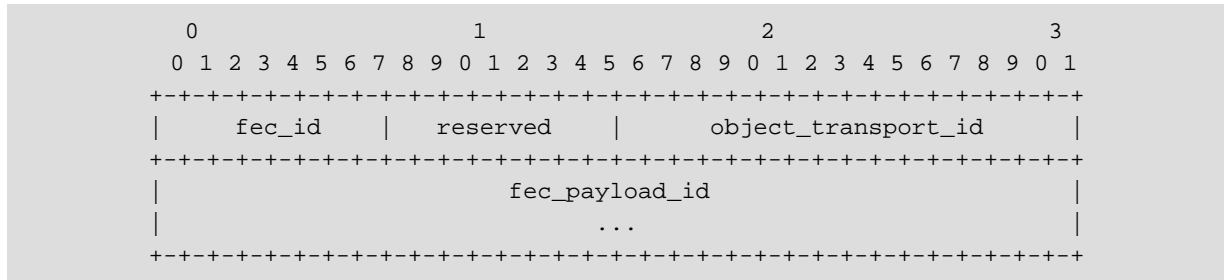 0                   1                   2                   3
0 1 2 3 4 5 6 7 8 9 0 1 2 3 4 5 6 7 8 9 0 1 2 3 4 5 6 7 8 9 0 1
+-+-+-+-+-+-+-+-+-+-+-+-+-+-+-+-+-+-+-+-+-+-+-+-+-+-+-+-+-+-+-+-+
|     fec_id    |   reserved    |      object_transport_id      |
+-+-+-+-+-+-+-+-+-+-+-+-+-+-+-+-+-+-+-+-+-+-+-+-+-+-+-+-+-+-+-+-+
|                        fec_payload_id                         |
|                              ...                              |
+-+-+-+-+-+-+-+-+-+-+-+-+-+-+-+-+-+-+-+-+-+-+-+-+-+-+-+-+-+-+-+-+